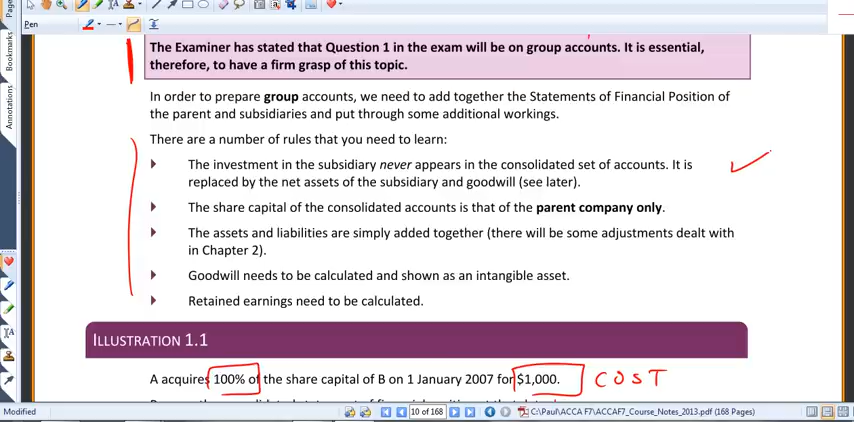 Page
Bookmarks
Annotations
Pen
The Examiner has stated that Question 1 in the exam will be on group accounts. It is essential,
therefore, to have a firm grasp of this topic.
In order to prepare group accounts, we need to add together the Statements of Financial Position of
the parent and subsidiaries and put through some additional workings.
There are a number of rules that you need to learn:
The investment in the subsidiary never appears in the consolidated set of accounts. It is
replaced by the net assets of the subsidiary and goodwill (see later).
The share capital of the consolidated accounts is that of the parent company only.
The assets and liabilities are simply added together (there will be some adjustments dealt with
in Chapter 2).
Goodwill needs to be calculated and shown as an intangible asset.
Retained earnings need to be calculated.
ILLUSTRATION 1.1
A acquires 100% of the share capital of B on 1 January 2007 for $1,000. COST
Modified
10 of 168
C:\Paul\ACCA F7\ACCAF7_Course_Notes_2013.pdf (168 Pages)